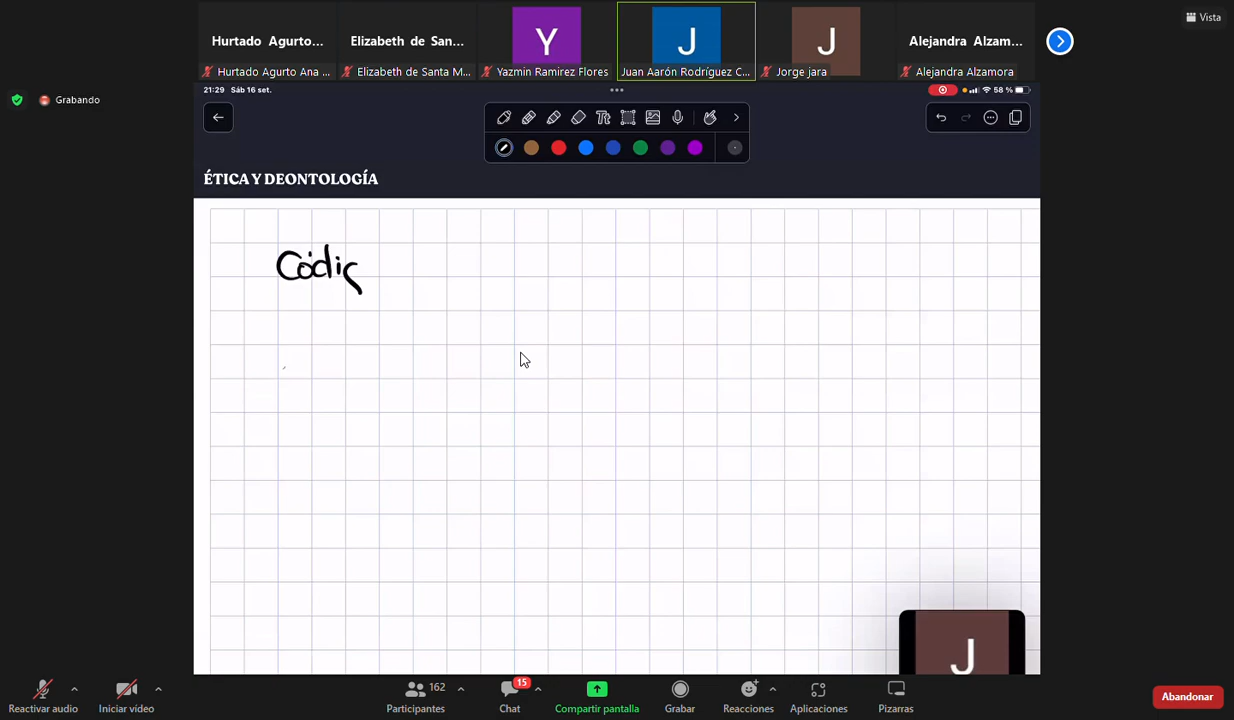 Hurtado Agurto...
Elizabeth de San...
Y
J
J
Alejandra Alzam...
Vista
Hurtado Agurto Ana ...
Elizabeth de Santa M...
Yazmin Ramirez Flores
Juan Aarón Rodríguez C...
Jorge jara
Alejandra Alzamora
Grabando
21:29 Sáb 16 set.
58 %
ÉTICA Y DEONTOLOGÍA
Códig
J
162
15
Reactivar audio
Iniciar vídeo
Participantes
Chat
Compartir pantalla
Grabar
Reacciones
Aplicaciones
Pizarras
Abandonar